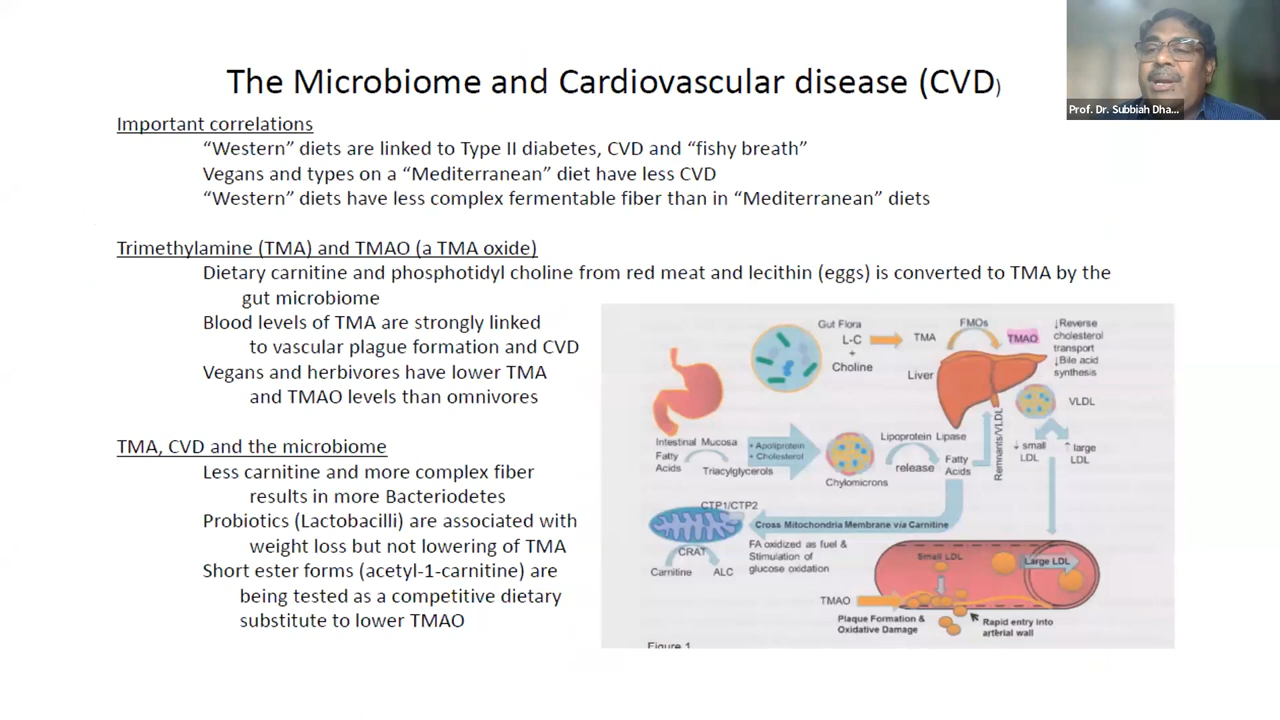 The Microbiome and Cardiovascular disease (CVD)
Prof. Dr. Subbiah Dha...
Important correlations
“Western” diets are linked to Type II diabetes, CVD and “fishy breath”
Vegans and types on a “Mediterranean” diet have less CVD
“Western” diets have less complex fermentable fiber than in “Mediterranean” diets
Trimethylamine (TMA) and TMAO (a TMA oxide)
Dietary carnitine and phosphotidyl choline from red meat and lecithin (eggs) is converted to TMA by the
gut microbiome
Blood levels of TMA are strongly linked
to vascular plague formation and CVD
Vegans and herbivores have lower TMA
and TMAO levels than omnivores
TMA, CVD and the microbiome
Less carnitine and more complex fiber
results in more Bacteriodetes
Probiotics (Lactobacilli) are associated with
weight loss but not lowering of TMA
Short ester forms (acetyl-1-carnitine) are
being tested as a competitive dietary
substitute to lower TMAO
Gut Flora
L-C
+
Choline
TMA
FMOs
TMAO
↓Reverse
cholesterol
transport
↓Bile acid
synthesis
Liver
VLDL
Intestinal Mucosa
Fatty
Acids
Triacylglycerols
• Apoliprotein
• Cholesterol
Chylomicrons
Lipoprotein Lipase
release
Fatty
Acids
Remnants/VLDL
↓ small
LDL
↑ large
LDL
CTP1/CTP2
Cross Mitochondria Membrane via Carnitine
CRAT
Carnitine
ALC
FA oxidized as fuel &
Stimulation of
glucose oxidation
Small LDL
Large LDL
TMAO
Plaque Formation &
Oxidative Damage
Rapid entry into
arterial wall
Figure 1